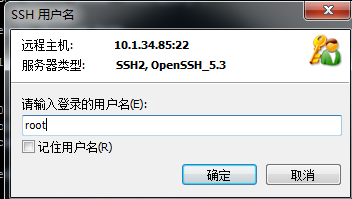 SSH 用户名
远程主机: 10.1.34.85:22
服务器类型: SSH2, OpenSSH_5.3
请输入登录的用户名(E):
root
记住用户名(R)
确定 取消